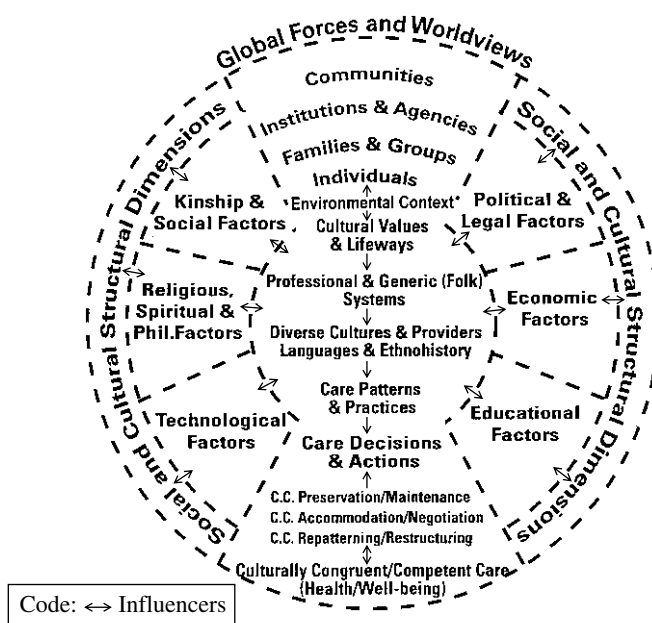 Global Forces and Worldviews
Communities
Institutions & Agencies
Families & Groups
Individuals
Environmental Context*
Social and Cultural Structural Dimensions
Social and Cultural Structural Dimensions
Kinship &
Social Factors
Cultural Values
& Lifeways
Political &
Legal Factors
Religious,
Spiritual &
Phil.Factors
Professional & Generic (Folk)
Systems
Economic
Factors
Diverse Cultures & Providers
Languages & Ethnohistory
Technological
Factors
Care Patterns
& Practices
Educational
Factors
Care Decisions
& Actions
C.C. Preservation/Maintenance
C.C. Accommodation/Negotiation
C.C. Repatterning/Restructuring
Culturally Congruent/Competent Care
(Health/Well-being)
Code: ↔ Influencers